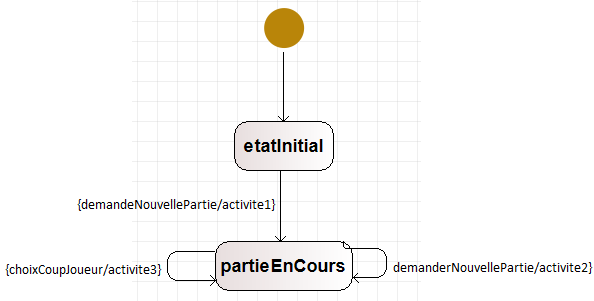 etatInitial
{demandeNouvellePartie/activite1}
partieEnCours
{choixCoupJoueur/activite3}
demanderNouvellePartie/activite2}